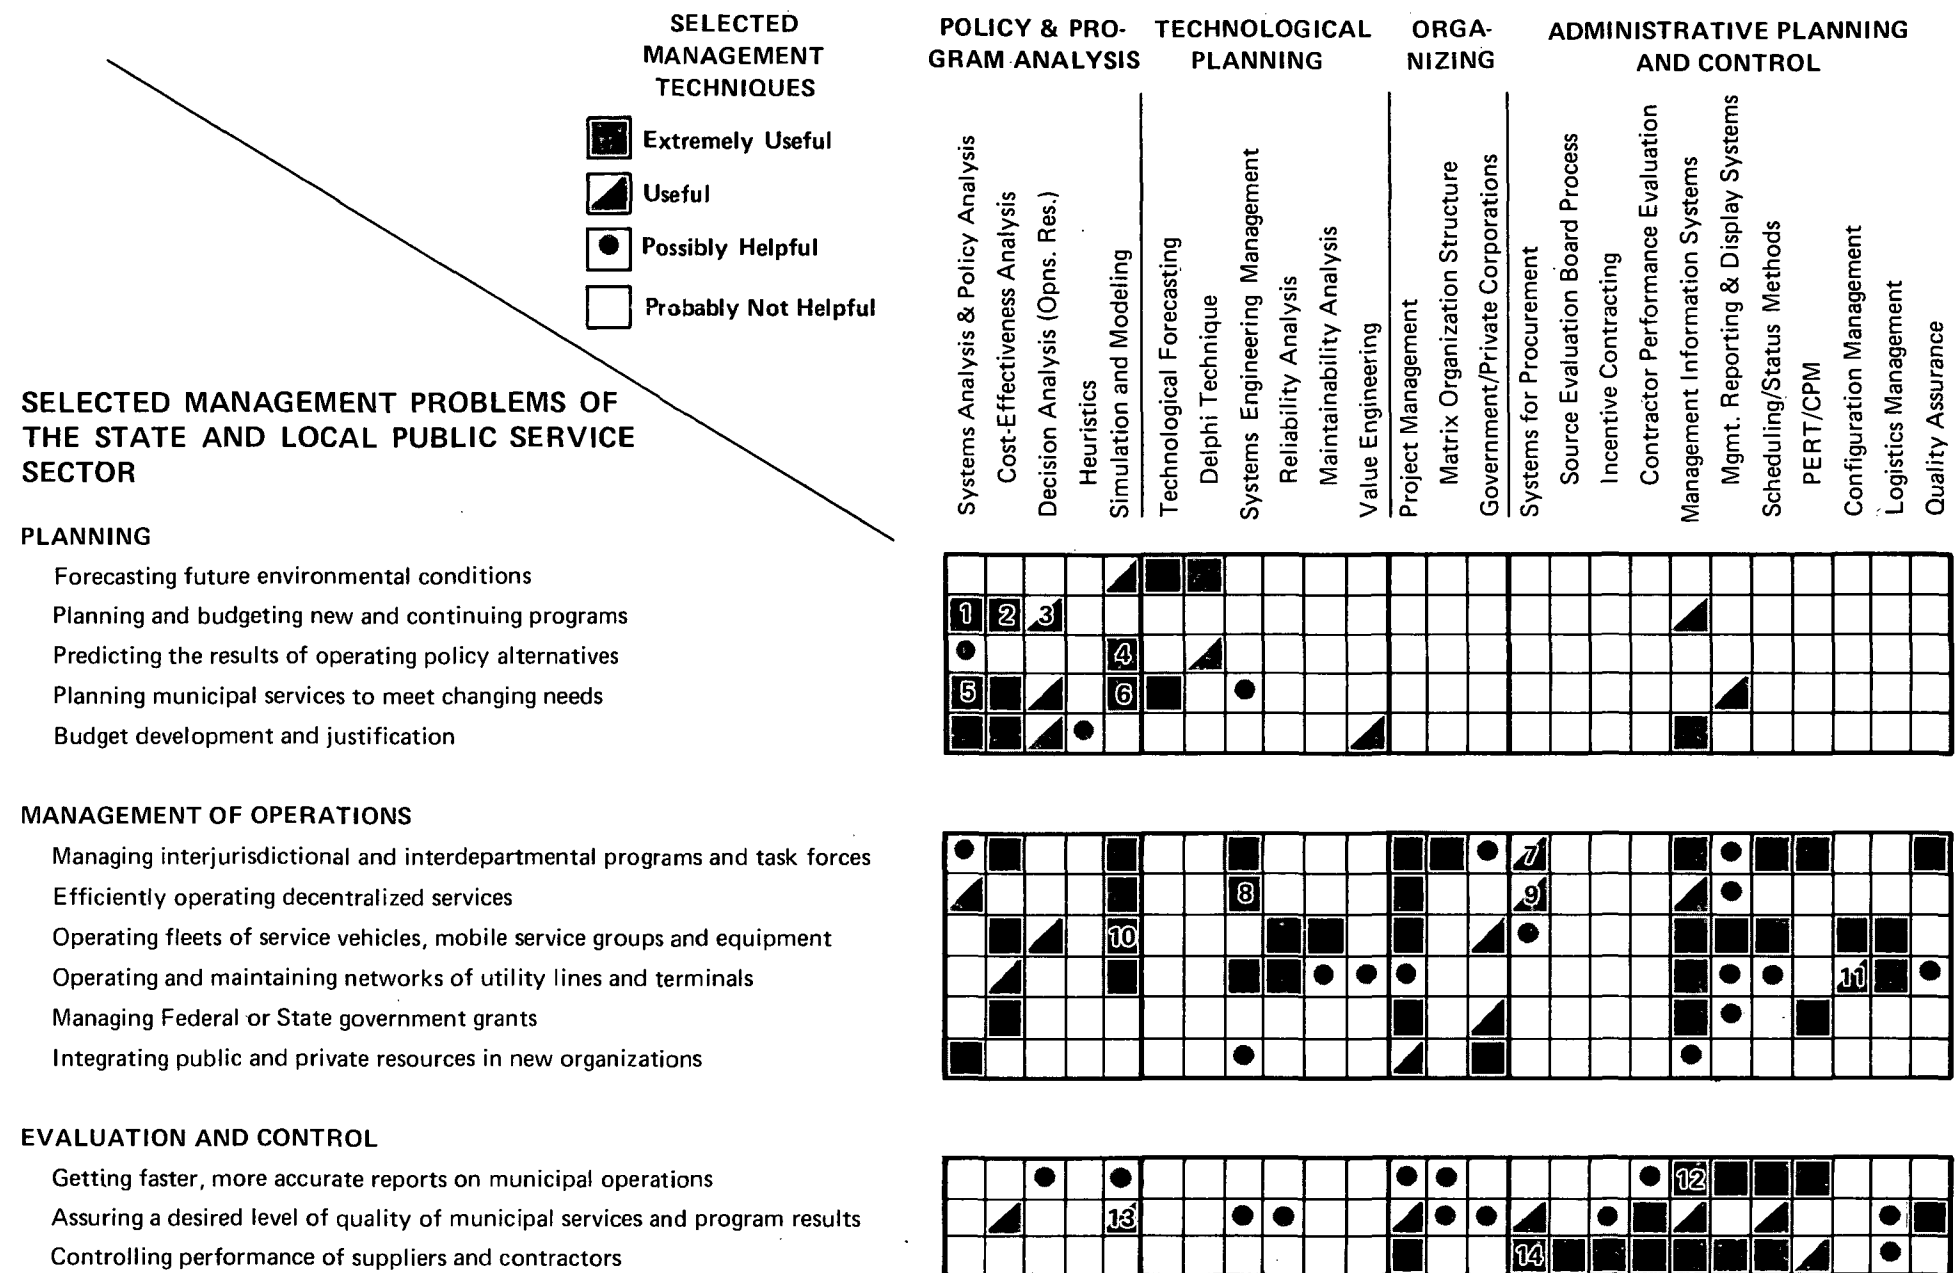 SELECTED
MANAGEMENT
TECHNIQUES
Extremely Useful
Useful
Possibly Helpful
Probably Not Helpful
POLICY & PRO-
GRAM ANALYSIS
TECHNOLOGICAL
PLANNING
ORGA-
NIZING
ADMINISTRATIVE PLANNING
AND CONTROL
Systems Analysis & Policy Analysis
Cost-Effectiveness Analysis
Decision Analysis (Opns. Res.)
Heuristics
Simulation and Modeling
Technological Forecasting
Delphi Technique
Systems Engineering Management
Reliability Analysis
Maintainability Analysis
Value Engineering
Project Management
Matrix Organization Structure
Government/Private Corporations
Systems for Procurement
Source Evaluation Board Process
Incentive Contracting
Contractor Performance Evaluation
Management Information Systems
Mgmt. Reporting & Display Systems
Scheduling/Status Methods
PERT/CPM
Configuration Management
Logistics Management
Quality Assurance
SELECTED MANAGEMENT PROBLEMS OF
THE STATE AND LOCAL PUBLIC SERVICE
SECTOR
PLANNING
Forecasting future environmental conditions
Planning and budgeting new and continuing programs
1 2 3
Predicting the results of operating policy alternatives
4
Planning municipal services to meet changing needs
5 6
Budget development and justification
MANAGEMENT OF OPERATIONS
Managing interjurisdictional and interdepartmental programs and task forces
7
Efficiently operating decentralized services
8 9
Operating fleets of service vehicles, mobile service groups and equipment
10
Operating and maintaining networks of utility lines and terminals
11
Managing Federal or State government grants
Integrating public and private resources in new organizations
EVALUATION AND CONTROL
Getting faster, more accurate reports on municipal operations
12
Assuring a desired level of quality of municipal services and program results
13
Controlling performance of suppliers and contractors
14